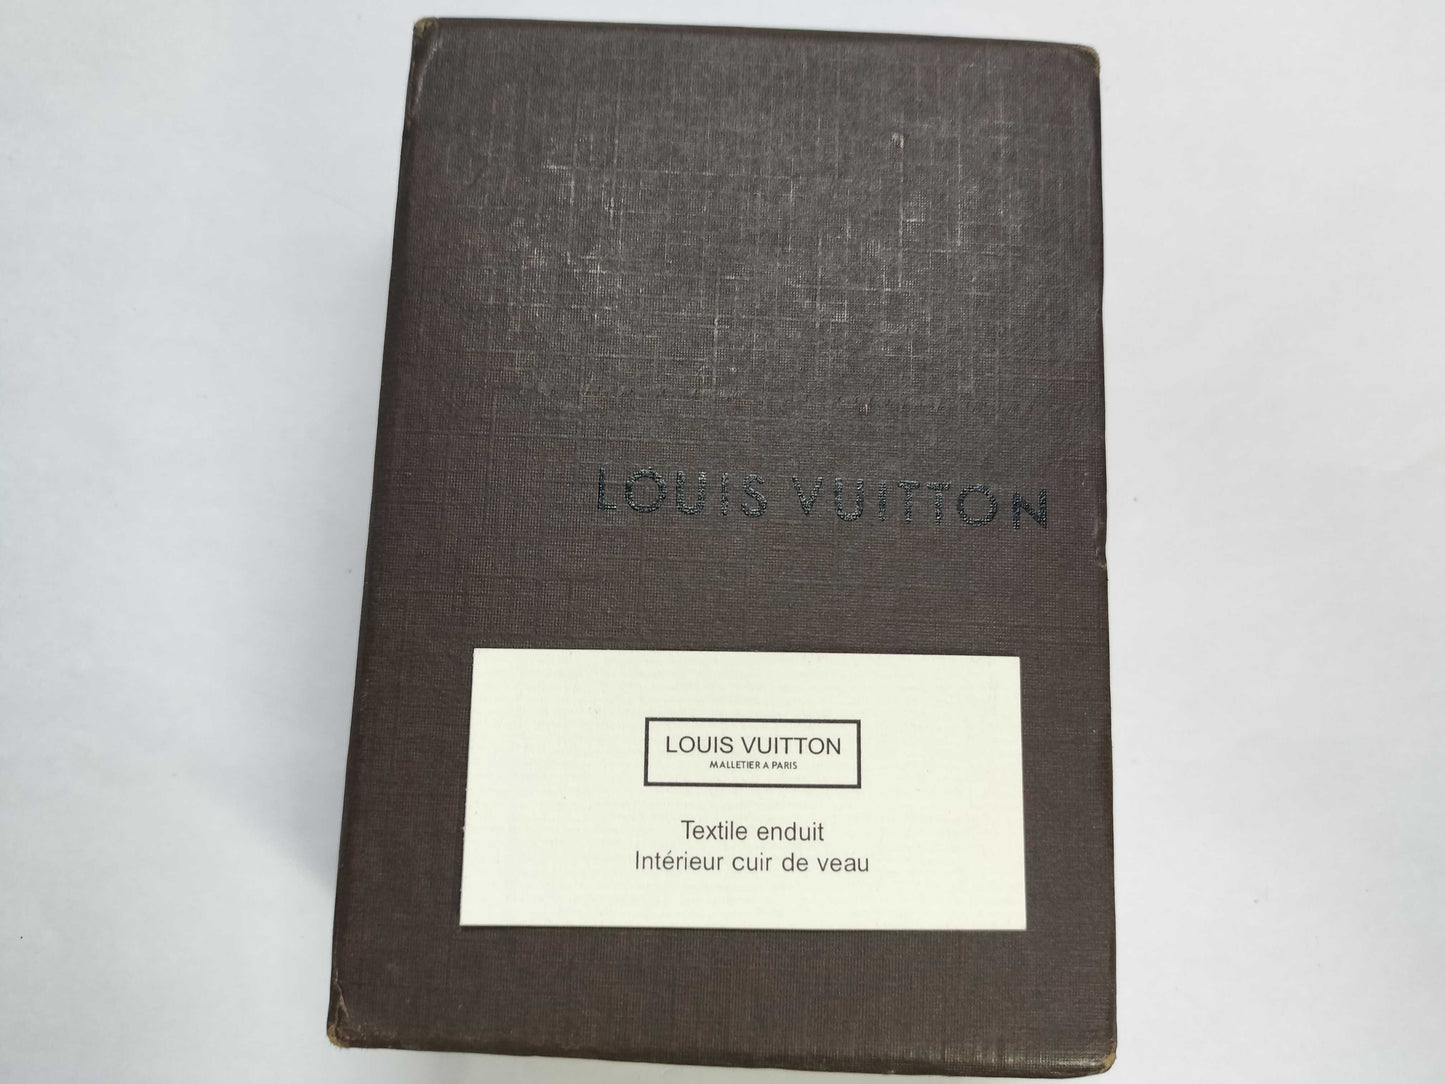 LOUIS VUITTON
LOUIS VUITTON
MALLETIER A PARIS
Textile enduit
Intérieur cuir de veau